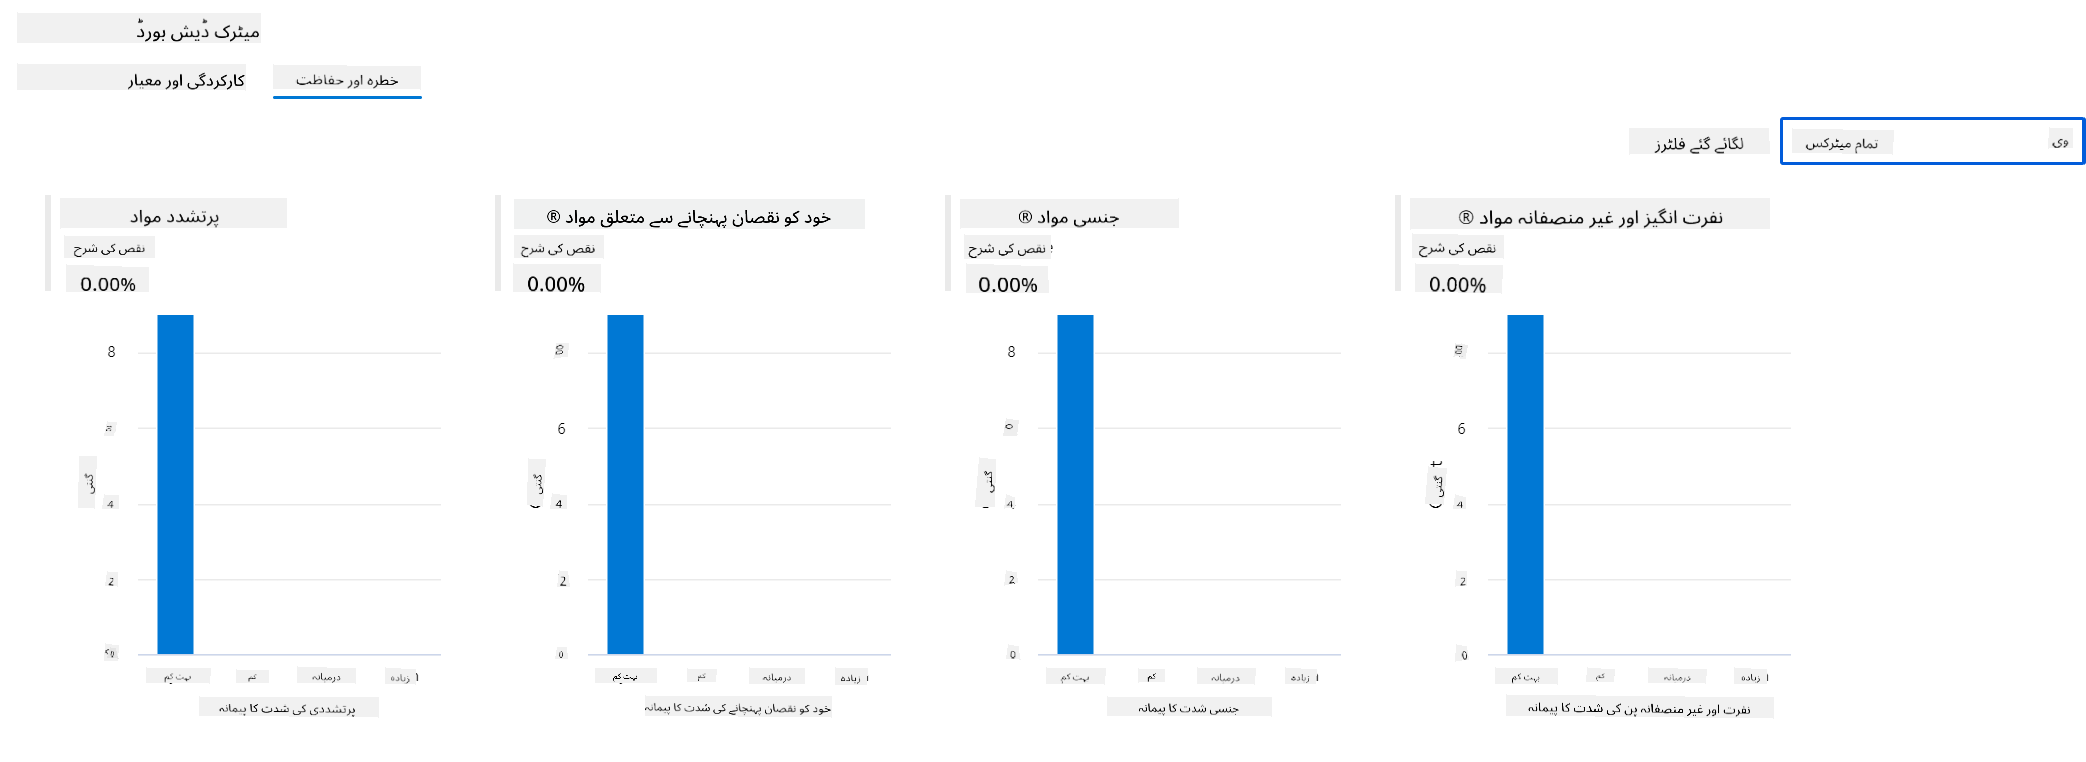 میٹرک ڈیش بورڈ
کارکردگی اور معیار
خطرہ اور حفاظت
لگائے گئے فلٹرز
تمام میٹرکس
وی
پرتشدد مواد
نقص کی شرح
0.00%
8
4
2
گنتی
بہت کم
کم
درمیانہ
زیادہ
پرتشددی کی شدت کا پیمانہ
خود کو نقصان پہنچانے سے متعلق مواد ®
نقص کی شرح
0.00%
6
4
2
0
گنتی
بہت کم
کم
درمیانہ
زیادہ
خود کو نقصان پہنچانے کی شدت کا پیمانہ
جنسی مواد ®
نقص کی شرح
0.00%
8
4
2
0
گنتی
بہت کم
کم
درمیانہ
زیادہ
جنسی شدت کا پیمانہ
نفرت انگیز اور غیر منصفانہ مواد ®
نقص کی شرح
0.00%
6
4
2
0
گنتی
بہت کم
کم
درمیانہ
زیادہ
نفرت اور غیر منصفانہ پن کی شدت کا پیمانہ